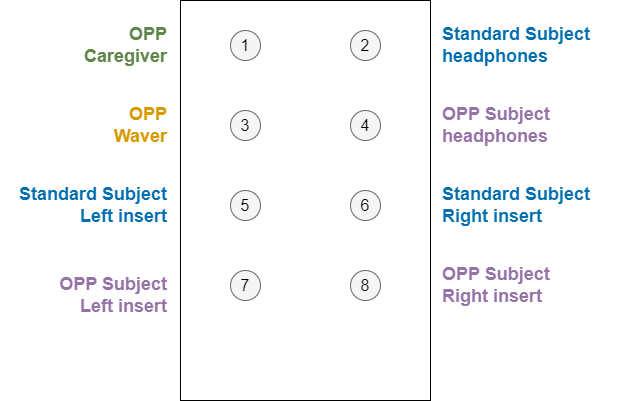 OPP
Caregiver
1
2
Standard Subject
headphones
OPP
Waver
3
4
OPP Subject
headphones
Standard Subject
Left insert
5
6
Standard Subject
Right insert
OPP Subject
Left insert
7
8
OPP Subject
Right insert